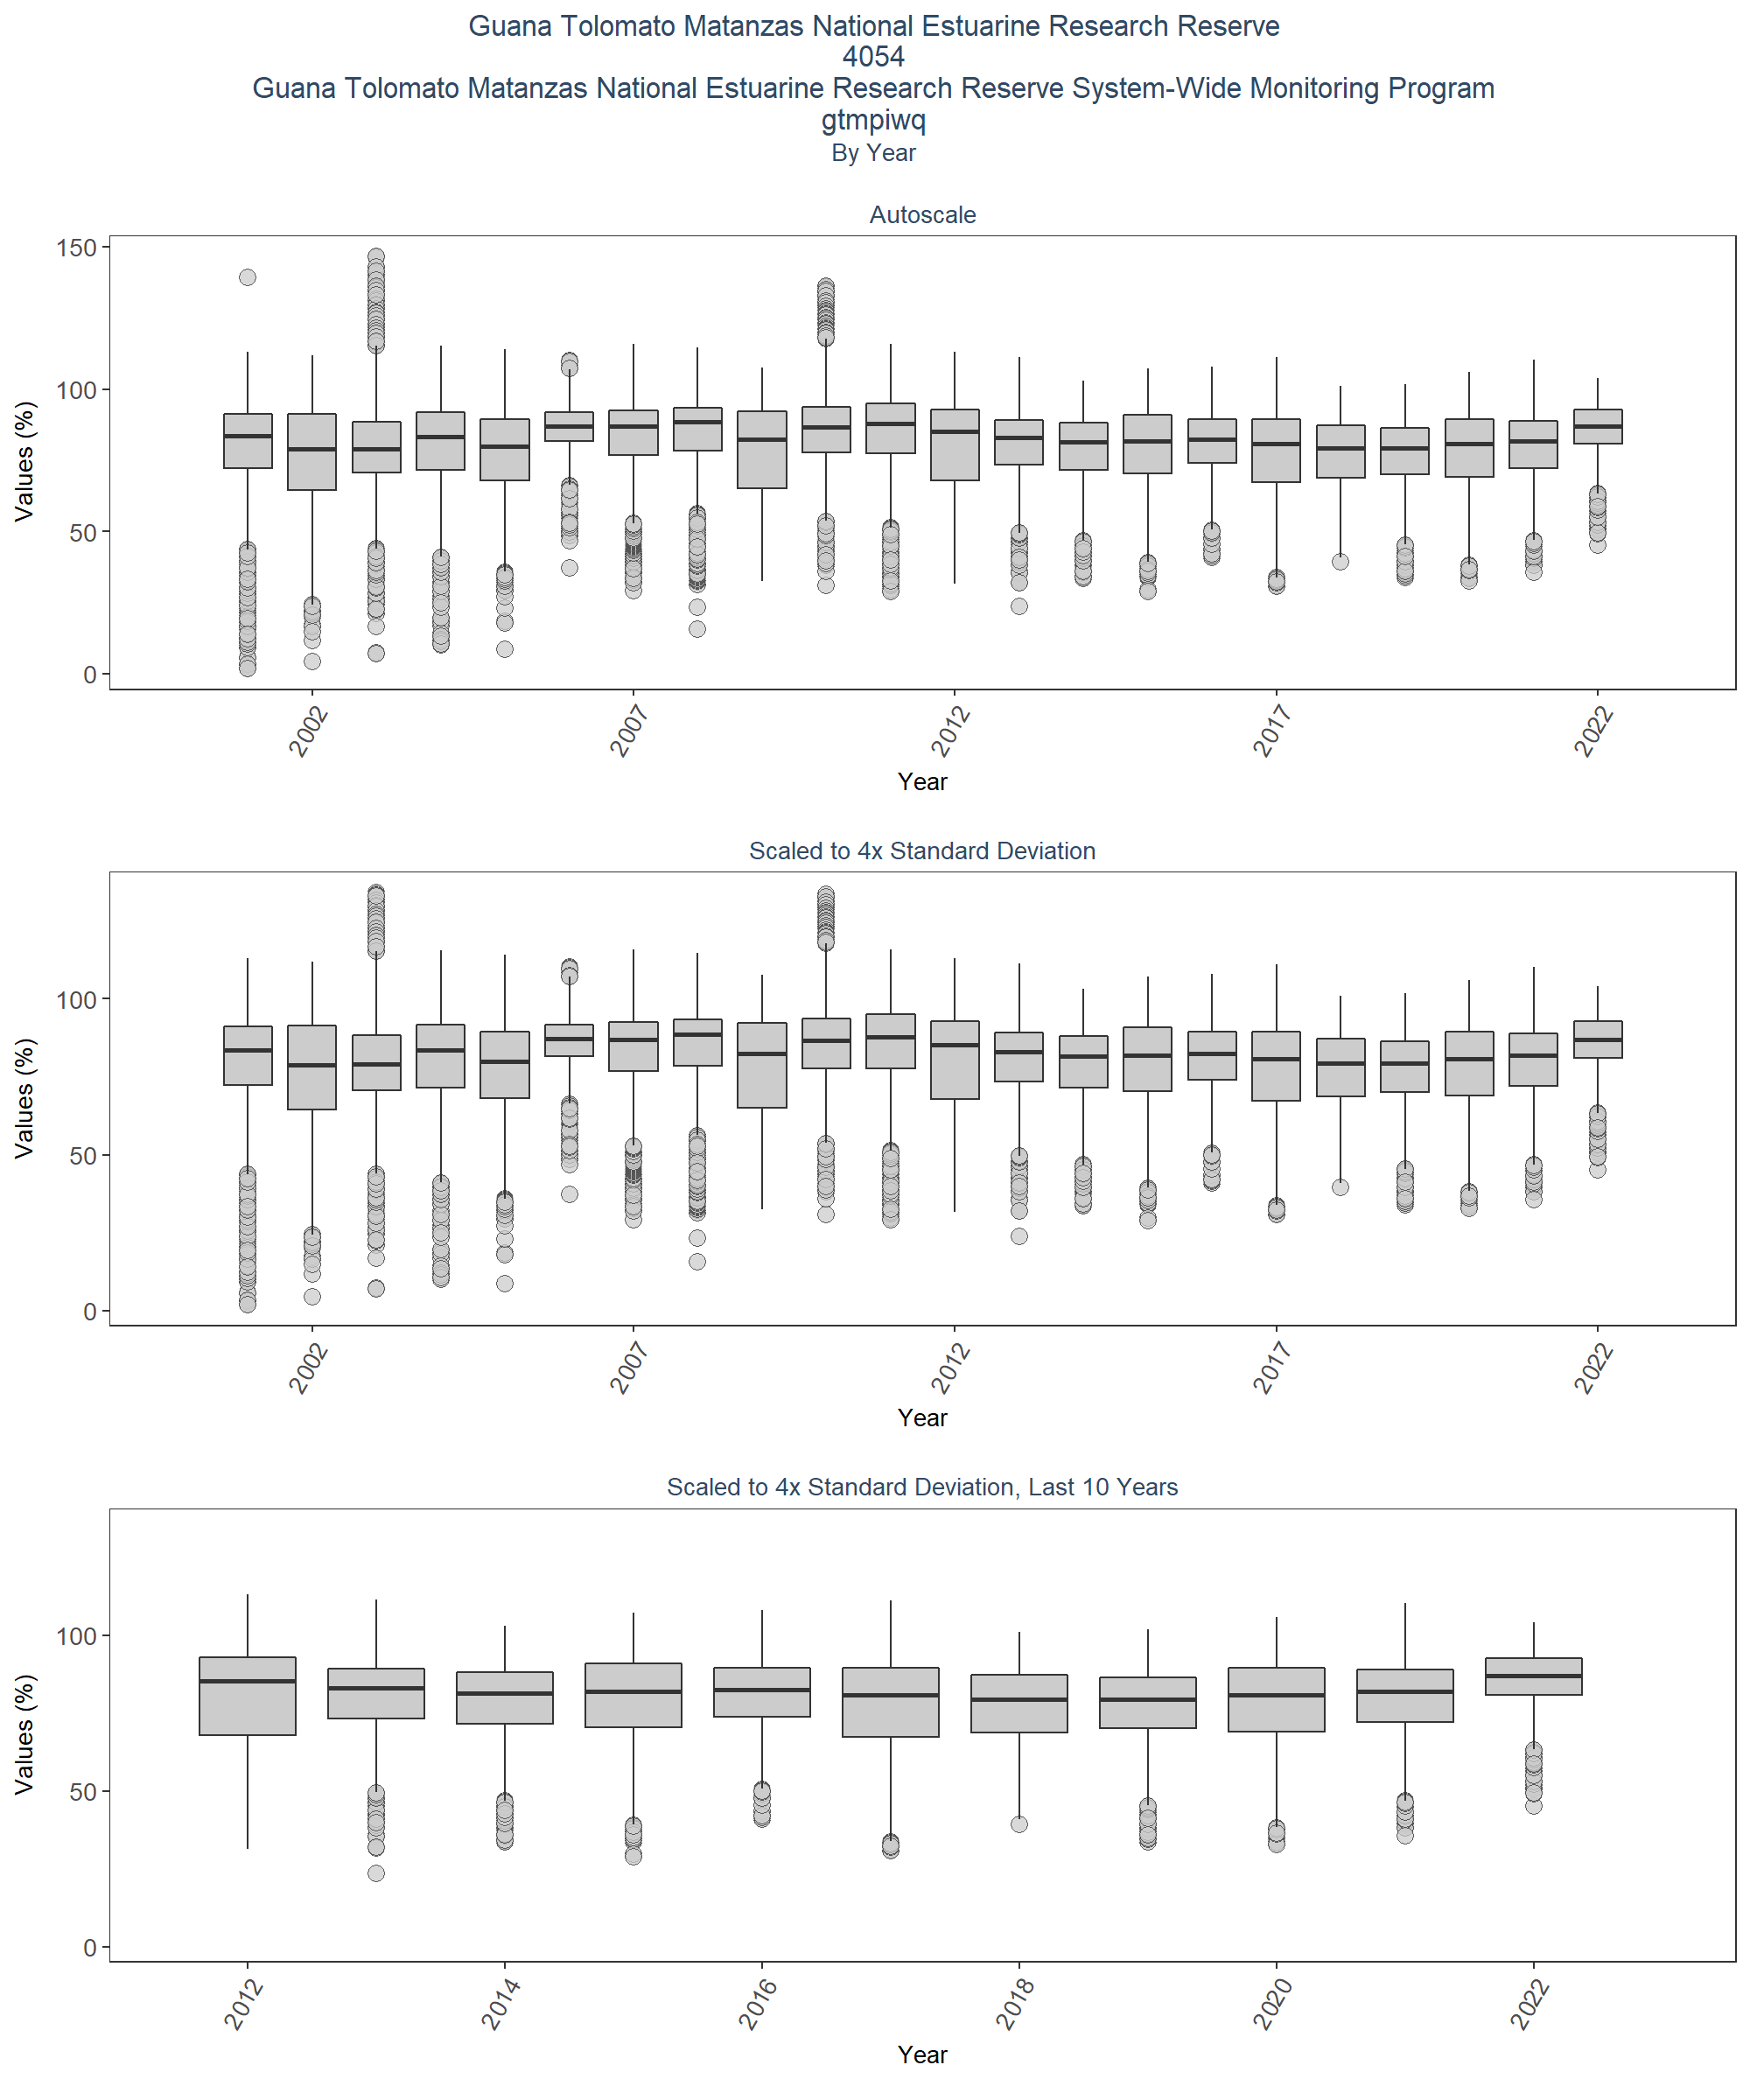 Guana Tolomato Matanzas National Estuarine Research Reserve
4054
Guana Tolomato Matanzas National Estuarine Research Reserve System-Wide Monitoring Program
gtmpiwq
By Year
Autoscale
150
100
50
0
Values (%)
2002
2007
2012
2017
2022
Year
Scaled to 4x Standard Deviation
100
50
0
Values (%)
2002
2007
2012
2017
2022
Year
Scaled to 4x Standard Deviation, Last 10 Years
100
50
0
Values (%)
2012
2014
2016
2018
2020
2022
Year